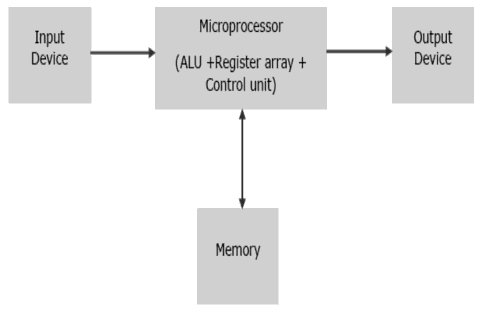 Input
Device
Microprocessor
(ALU +Register array +
Control unit)
Output
Device
Memory